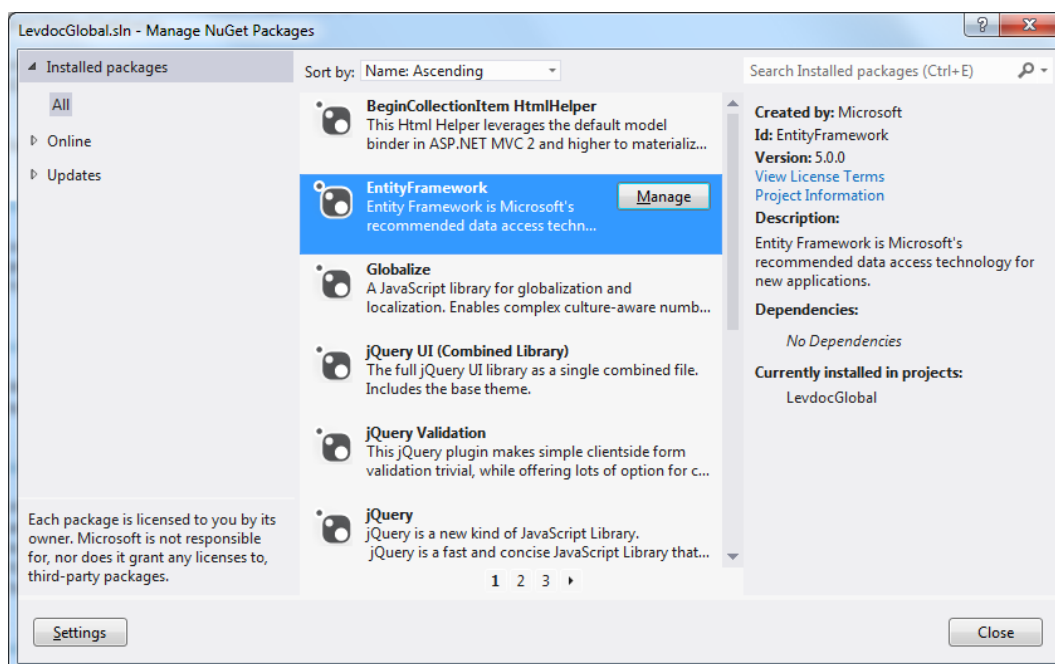 LevdocGlobal.sln - Manage NuGet Packages
Installed packages
All
Online
Updates
Each package is licensed to you by its
owner. Microsoft is not responsible
for, nor does it grant any licenses to,
third-party packages.
Sort by: Name: Ascending
BeginCollectionItem HtmlHelper
This Html Helper leverages the default model
binder in ASP.NET MVC 2 and higher to materializ...
EntityFramework
Entity Framework is Microsoft's
recommended data access techn...
Manage
Globalize
A JavaScript library for globalization and
localization. Enables complex culture-aware numb...
jQuery UI (Combined Library)
The full jQuery UI library as a single combined file.
Includes the base theme.
jQuery Validation
This jQuery plugin makes simple clientside form
validation trivial, while offering lots of option for c...
jQuery
jQuery is a new kind of JavaScript Library.
jQuery is a fast and concise JavaScript Library that...
1 2 3
Search Installed packages (Ctrl+E)
Created by: Microsoft
Id: EntityFramework
Version: 5.0.0
View License Terms
Project Information
Description:
Entity Framework is Microsoft's
recommended data access technology for
new applications.
Dependencies:
No Dependencies
Currently installed in projects:
LevdocGlobal
Settings
Close